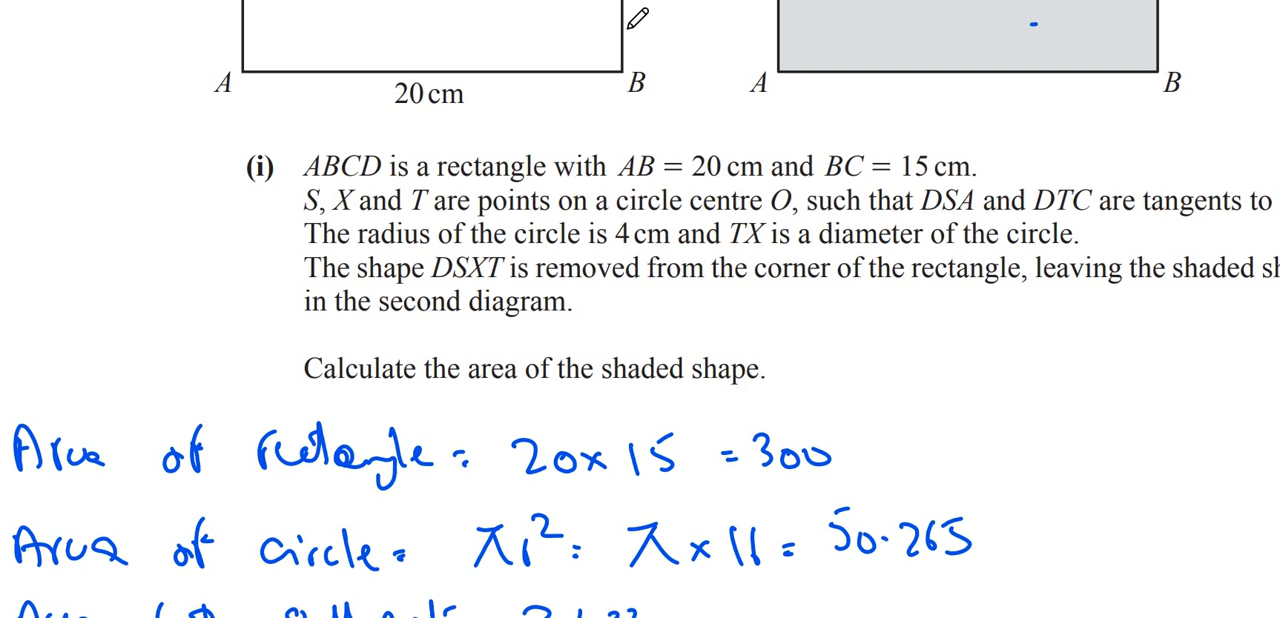 A B A B
20 cm
(i) ABCD is a rectangle with AB = 20 cm and BC = 15 cm.
S, X and T are points on a circle centre O, such that DSA and DTC are tangents to
The radius of the circle is 4 cm and TX is a diameter of the circle.
The shape DSXT is removed from the corner of the rectangle, leaving the shaded sh
in the second diagram.
Calculate the area of the shaded shape.
Area of rectangle = 20 × 15 = 300
Area of circle = πr² = π × 16 = 50.265